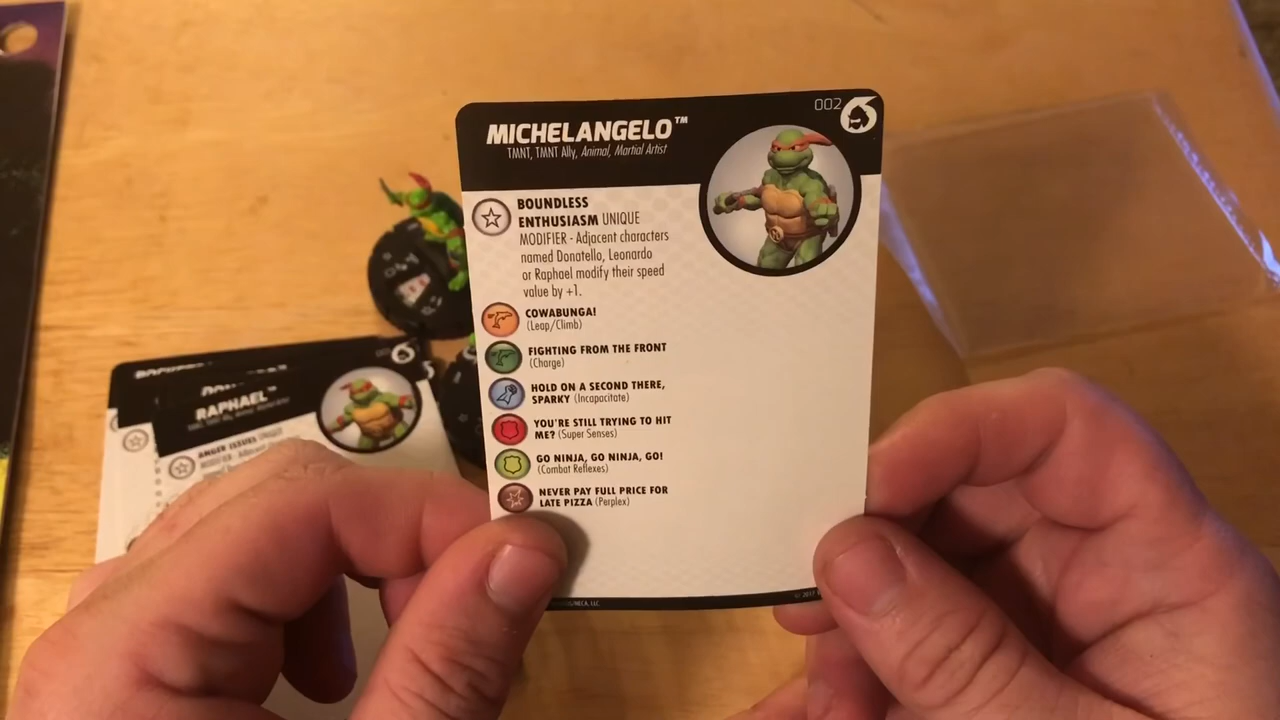 002
MICHELANGELO™
TMNT, TMNT Ally, Animal, Martial Artist
BOUNDLESS
ENTHUSIASM UNIQUE
MODIFIER - Adjacent characters
named Donatello, Leonardo
or Raphael modify their speed
value by +1.
COWABUNGA!
(Leap/Climb)
FIGHTING FROM THE FRONT
(Charge)
HOLD ON A SECOND THERE,
SPARKY (Incapacitate)
YOU'RE STILL TRYING TO HIT
ME? (Super Senses)
GO NINJA, GO NINJA, GO!
(Combat Reflexes)
NEVER PAY FULL PRICE FOR
LATE PIZZA (Perplex)
RAPHAEL™
ANGER ISSUES UNIQUE
MODIFIER - Adjacent